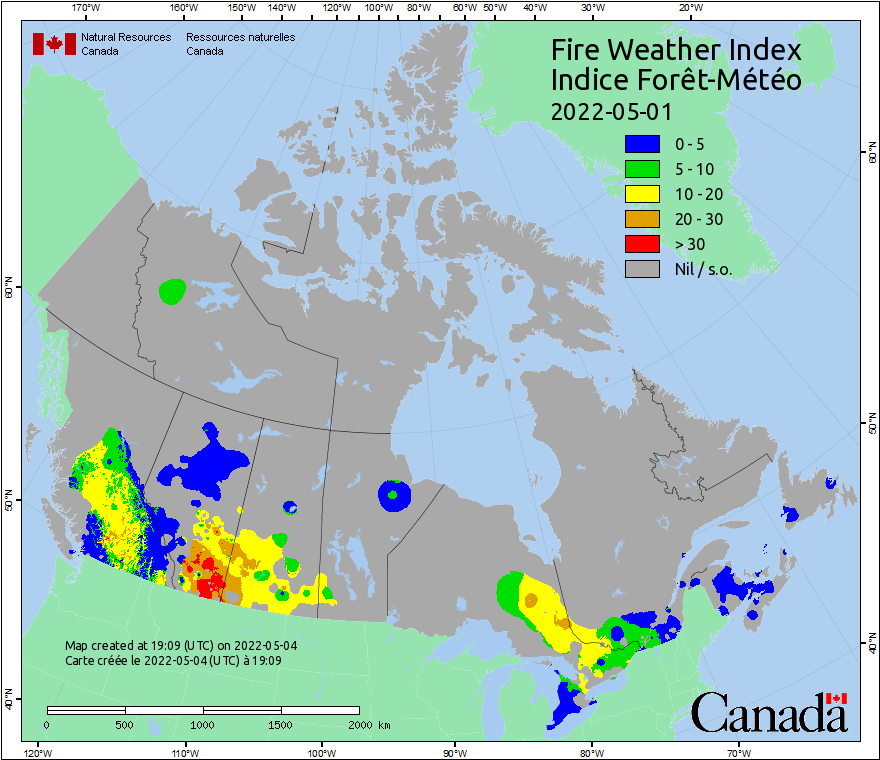 170°W 160°W 150°W 140°W 130°W 120°W 110°W 100°W 90°W 80°W 60°W 50°W 40°W 30°W 20°W
Natural Resources Ressources naturelles
Canada Canada
Fire Weather Index
Indice Forêt-Météo
2022-05-01
0 - 5
5 - 10
10 - 20
20 - 30
> 30
Nil / s.o.
60°N
60°N
50°N
50°N
40°N
40°N
Map created at 19:09 (UTC) on 2022-05-04
Carte créée le 2022-05-04 (UTC) à 19:09
0 500 1000 1500 2000 km
Canada
120°W 110°W 100°W 90°W 80°W 70°W